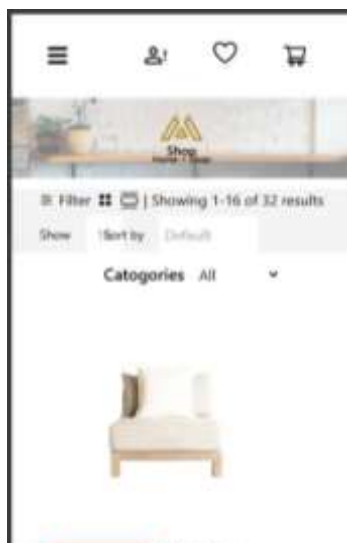 Shop
Filter | Showing 1-16 of 32 results
Show Sort by Default
Catogories All